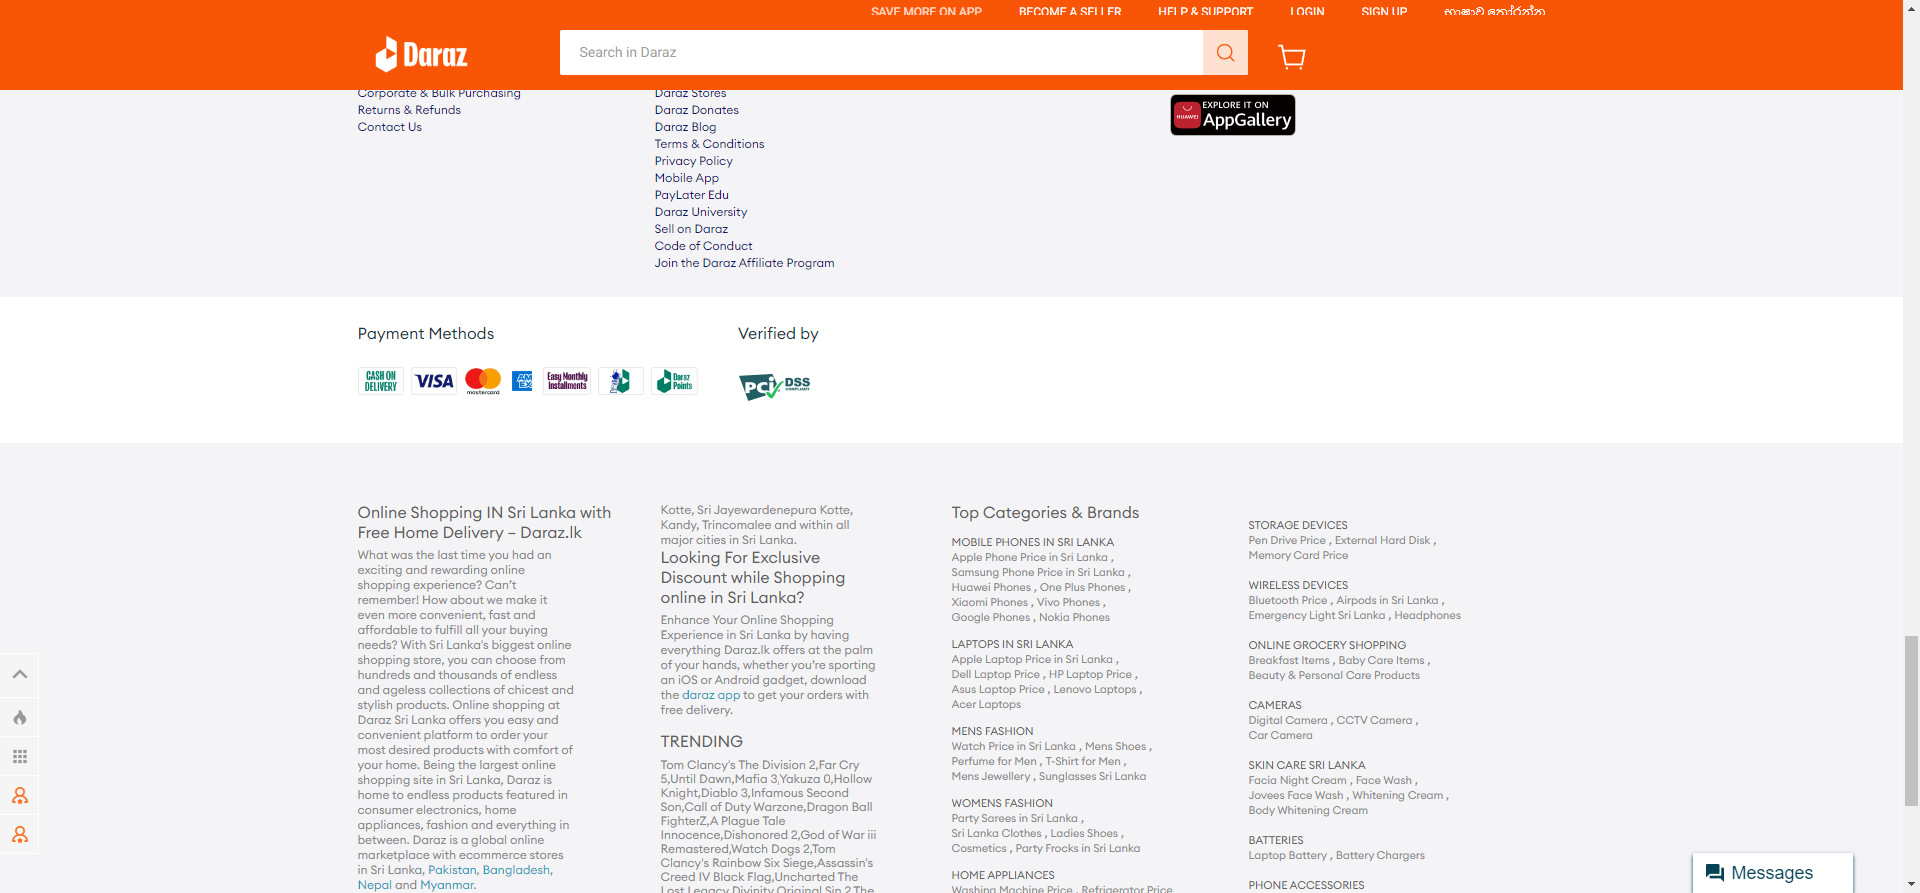 SAVE MORE ON APP
BECOME A SELLER
HELP & SUPPORT
LOGIN
SIGN UP
භාෂාව තෝරන්න
Daraz
Search in Daraz
Corporate & Bulk Purchasing
Returns & Refunds
Contact Us
Daraz Stores
Daraz Donates
Daraz Blog
Terms & Conditions
Privacy Policy
Mobile App
PayLater Edu
Daraz University
Sell on Daraz
Code of Conduct
Join the Daraz Affiliate Program
HUAWEI
EXPLORE IT ON
AppGallery
Payment Methods
CASH ON
DELIVERY
VISA
mastercard
AM
EX
Easy Monthly
Installments
Daraz
Points
Verified by
PCI DSS
COMPLIANT
Online Shopping IN Sri Lanka with
Free Home Delivery – Daraz.lk
What was the last time you had an
exciting and rewarding online
shopping experience? Can't
remember! How about we make it
even more convenient, fast and
affordable to fulfill all your buying
needs? With Sri Lanka's biggest online
shopping store, you can choose from
hundreds and thousands of endless
and ageless collections of chicest and
stylish products. Online shopping at
Daraz Sri Lanka offers you easy and
convenient platform to order your
most desired products with comfort of
your home. Being the largest online
shopping site in Sri Lanka, Daraz is
home to endless products featured in
consumer electronics, home
appliances, fashion and everything in
between. Daraz is a global online
marketplace with ecommerce stores
in Sri Lanka, Pakistan, Bangladesh,
Nepal and Myanmar.
Kotte, Sri Jayewardenepura Kotte,
Kandy, Trincomalee and within all
major cities in Sri Lanka.
Looking For Exclusive
Discount while Shopping
online in Sri Lanka?
Enhance Your Online Shopping
Experience in Sri Lanka by having
everything Daraz.lk offers at the palm
of your hands, whether you're sporting
an iOS or Android gadget, download
the daraz app to get your orders with
free delivery.
TRENDING
Tom Clancy's The Division 2,Far Cry
5,Until Dawn,Mafia 3,Yakuza 0,Hollow
Knight,Diablo 3,Infamous Second
Son,Call of Duty Warzone,Dragon Ball
FighterZ,A Plague Tale
Innocence,Dishonored 2,God of War iii
Remastered,Watch Dogs 2,Tom
Clancy's Rainbow Six Siege,Assassin's
Creed IV Black Flag,Uncharted The
Lost Legacy,Divinity Original Sin 2,The
Top Categories & Brands
MOBILE PHONES IN SRI LANKA
Apple Phone Price in Sri Lanka ,
Samsung Phone Price in Sri Lanka ,
Huawei Phones , One Plus Phones ,
Xiaomi Phones , Vivo Phones ,
Google Phones , Nokia Phones
LAPTOPS IN SRI LANKA
Apple Laptop Price in Sri Lanka ,
Dell Laptop Price , HP Laptop Price ,
Asus Laptop Price , Lenovo Laptops ,
Acer Laptops
MENS FASHION
Watch Price in Sri Lanka , Mens Shoes ,
Perfume for Men , T-Shirt for Men ,
Mens Jewellery , Sunglasses Sri Lanka
WOMENS FASHION
Party Sarees in Sri Lanka ,
Sri Lanka Clothes , Ladies Shoes ,
Cosmetics , Party Frocks in Sri Lanka
HOME APPLIANCES
Washing Machine Price , Refrigerator Price
STORAGE DEVICES
Pen Drive Price , External Hard Disk ,
Memory Card Price
WIRELESS DEVICES
Bluetooth Price , Airpods in Sri Lanka ,
Emergency Light Sri Lanka , Headphones
ONLINE GROCERY SHOPPING
Breakfast Items , Baby Care Items ,
Beauty & Personal Care Products
CAMERAS
Digital Camera , CCTV Camera ,
Car Camera
SKIN CARE SRI LANKA
Facia Night Cream , Face Wash ,
Jovees Face Wash , Whitening Cream ,
Body Whitening Cream
BATTERIES
Laptop Battery , Battery Chargers
PHONE ACCESSORIES
Messages